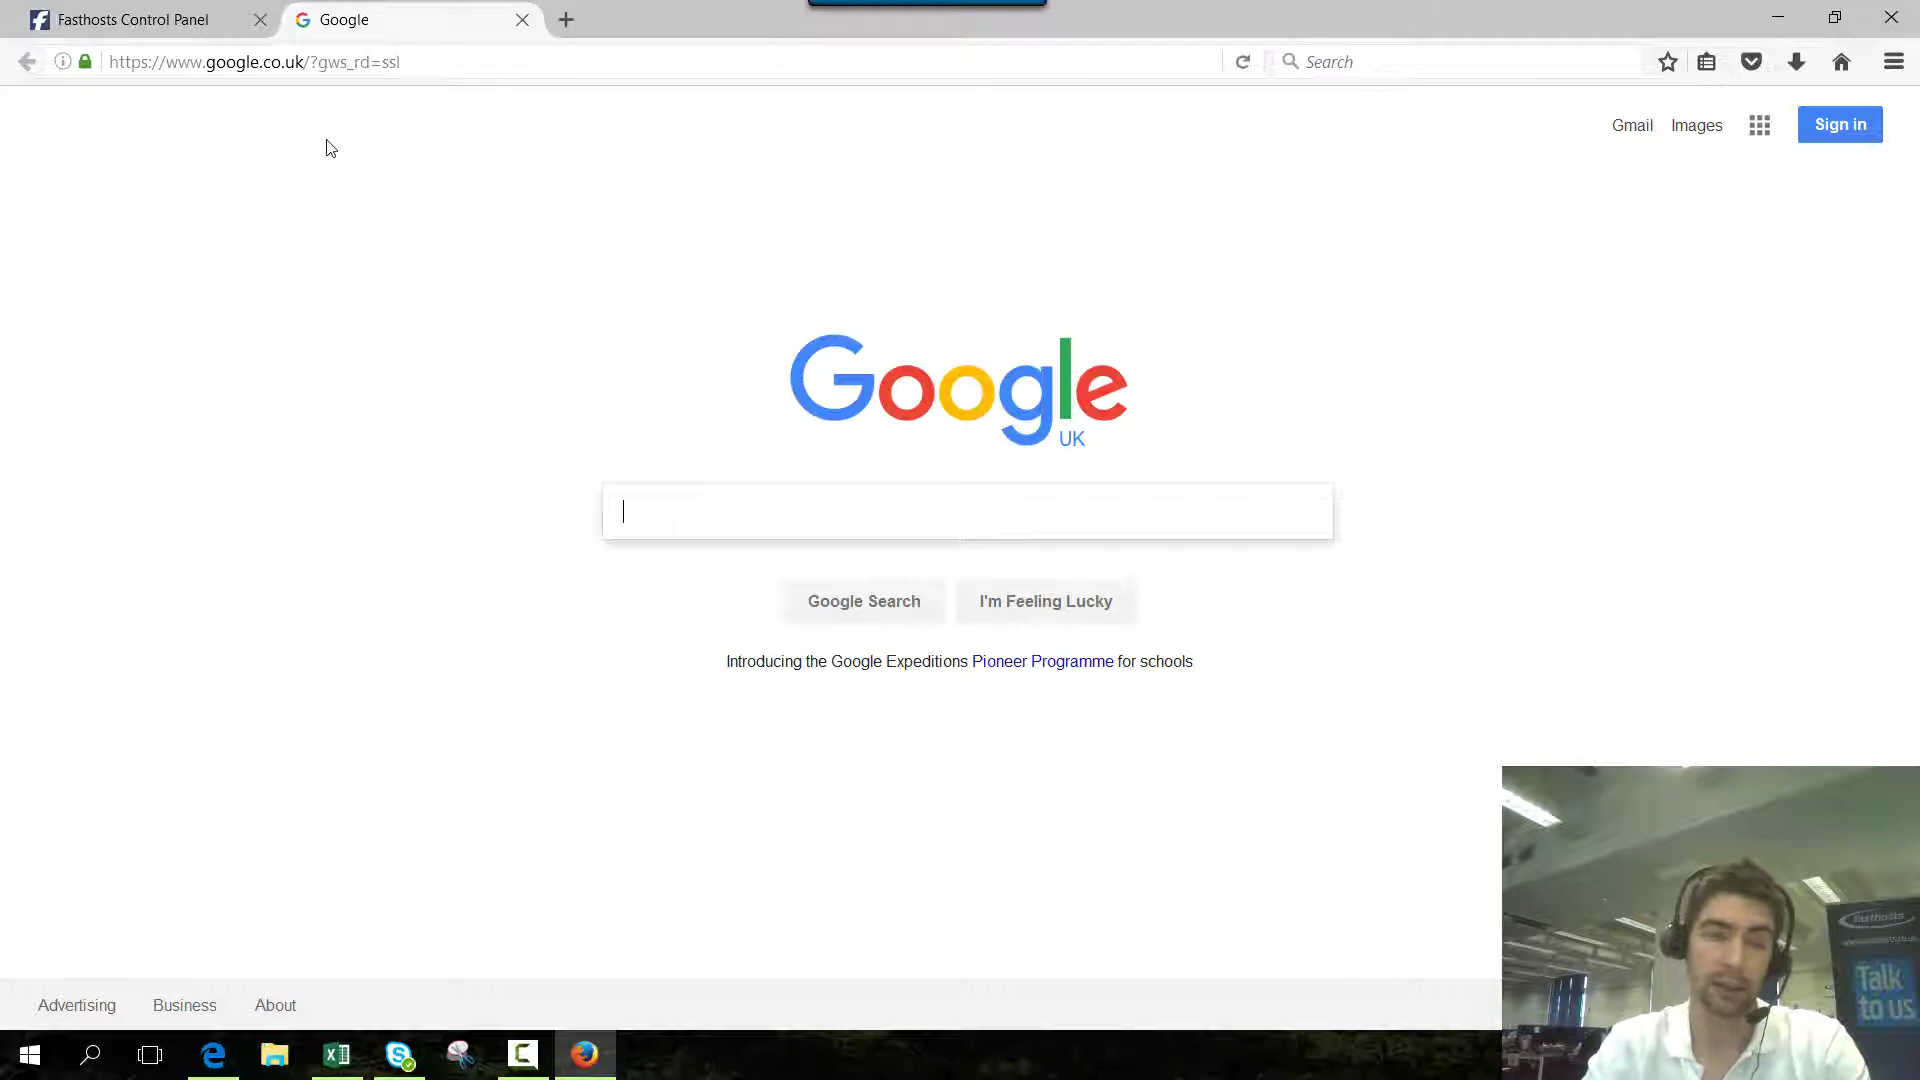 Fasthosts Control Panel
Google
https://www.google.co.uk/?gws_rd=ssl
Search
Gmail
Images
Sign in
Google
UK
Google Search
I'm Feeling Lucky
Introducing the Google Expeditions Pioneer Programme for schools
fasthosts
Talk
to us
Advertising
Business
About